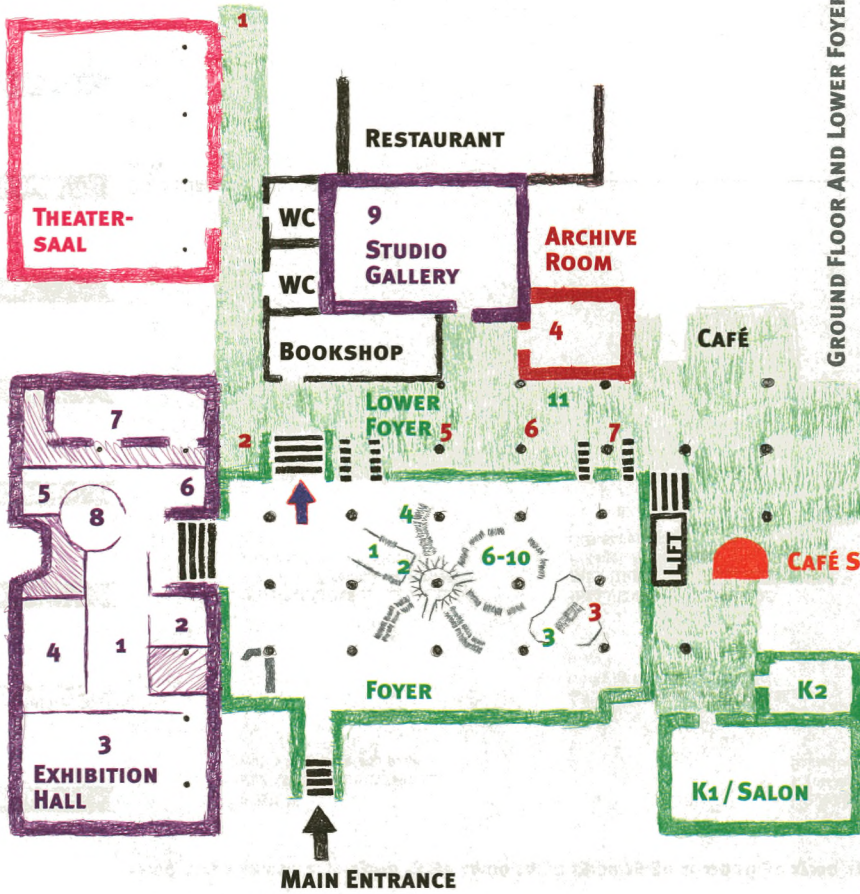 1
GROUND FLOOR AND LOWER FOYER
RESTAURANT
THEATER-
SAAL
WC
9
STUDIO
GALLERY
ARCHIVE
ROOM
WC
4
CAFÉ
BOOKSHOP
11
LOWER
FOYER
7
2
5
6
7
5
6
8
4
1
2
6-10
LIFT
CAFÉ S
3
3
2
4
1
FOYER
K2
3
EXHIBITION
HALL
K1 / SALON
MAIN ENTRANCE